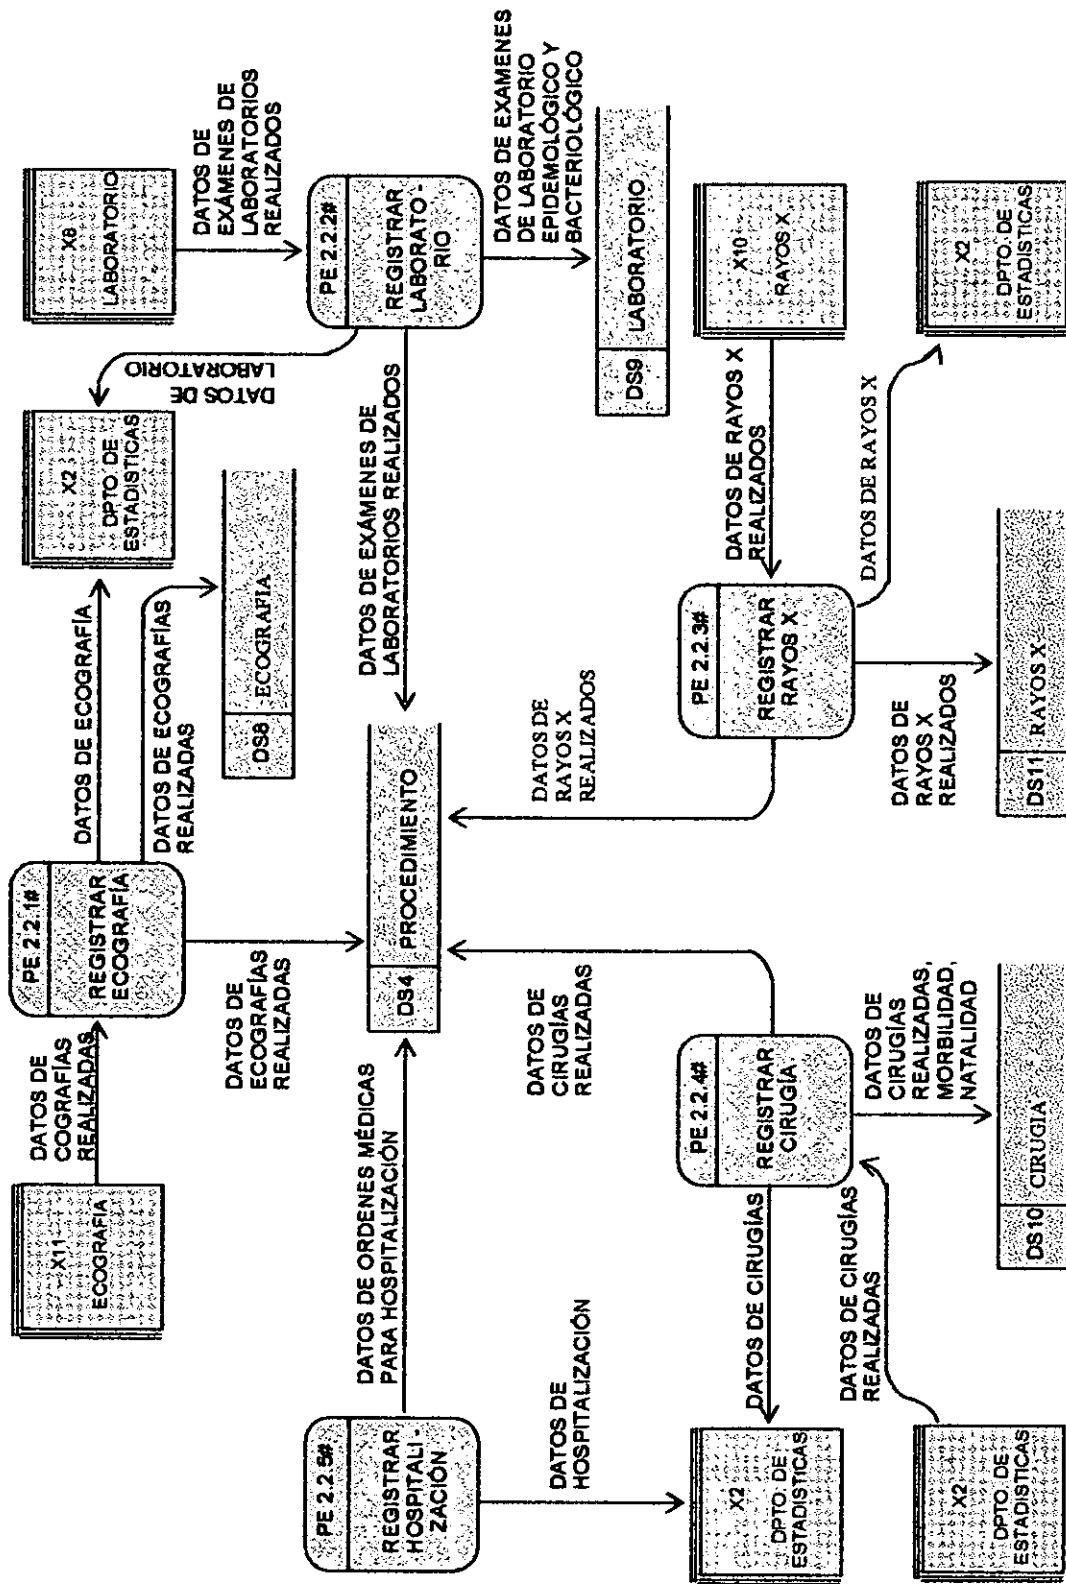 X11
ECOGRAFIA
DATOS DE
COGRAFÍAS
REALIZADAS
PE 2.2.1#
REGISTRAR
ECOGRAFÍA
DATOS DE ECOGRAFÍA
DATOS DE ECOGRAFÍAS
REALIZADAS
X2
DPTO. DE
ESTADISTICAS
DATOS DE
LABORATORIO
X8
LABORATORIO
DATOS DE
EXÁMENES DE
LABORATORIOS
REALIZADOS
DS8
ECOGRAFIA
DATOS DE
ECOGRAFÍAS
REALIZADAS
PE 2.2.5#
REGISTRAR
HOSPITALI-
ZACIÓN
DATOS DE ORDENES MÉDICAS
PARA HOSPITALIZACIÓN
DS4
PROCEDIMIENTO
DATOS DE EXÁMENES DE
LABORATORIOS REALIZADOS
PE 2.2.2#
REGISTRAR
LABORATO-
RIO
DATOS DE EXAMENES
DE LABORATORIO
EPIDEMOLÓGICO Y
BACTERIOLÓGICO
DATOS DE
HOSPITALIZACIÓN
DATOS DE
CIRUGÍAS
REALIZADAS
DATOS DE
RAYOS X
REALIZADOS
DS9
LABORATORIO
X2
DPTO. DE
ESTADISTICAS
DATOS DE CIRUGÍAS
PE 2.2.4#
REGISTRAR
CIRUGÍA
PE 2.2.3#
REGISTRAR
RAYOS X
DATOS DE RAYOS X
REALIZADOS
X10
RAYOS X
DATOS DE CIRUGÍAS
REALIZADAS
DATOS DE
CIRUGÍAS
REALIZADAS,
MORBILIDAD,
NATALIDAD
DATOS DE
RAYOS X
REALIZADOS
DATOS DE RAYOS X
X2
DPTO. DE
ESTADISTICAS
DS10
CIRUGIA
DS11
RAYOS X
X2
DPTO. DE
ESTADISTICAS